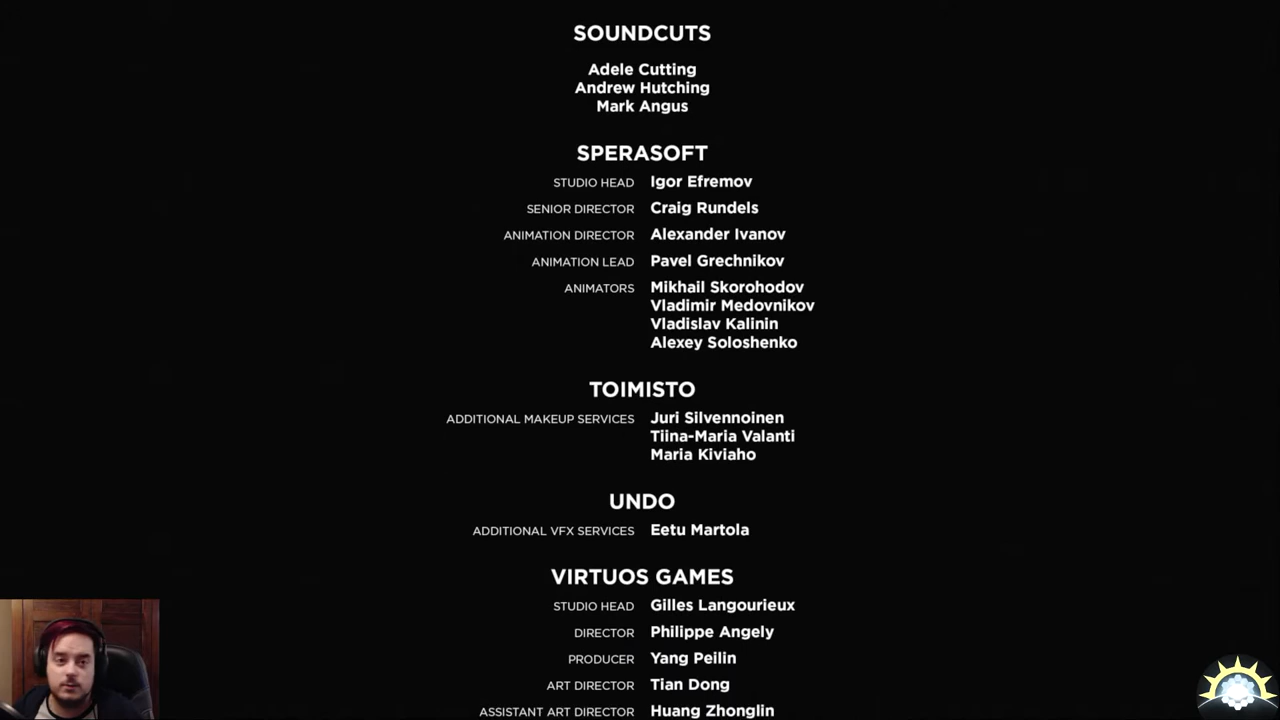 SOUNDCUTS
Adele Cutting
Andrew Hutching
Mark Angus
SPERASOFT
STUDIO HEAD Igor Efremov
SENIOR DIRECTOR Craig Rundels
ANIMATION DIRECTOR Alexander Ivanov
ANIMATION LEAD Pavel Grechnikov
ANIMATORS Mikhail Skorohodov
Vladimir Medovnikov
Vladislav Kalinin
Alexey Soloshenko
TOIMISTO
ADDITIONAL MAKEUP SERVICES Juri Silvennoinen
Tiina-Maria Valanti
Maria Kiviaho
UNDO
ADDITIONAL VFX SERVICES Eetu Martola
VIRTUOS GAMES
STUDIO HEAD Gilles Langourieux
DIRECTOR Philippe Angely
PRODUCER Yang Peilin
ART DIRECTOR Tian Dong
ASSISTANT ART DIRECTOR Huang Zhonglin